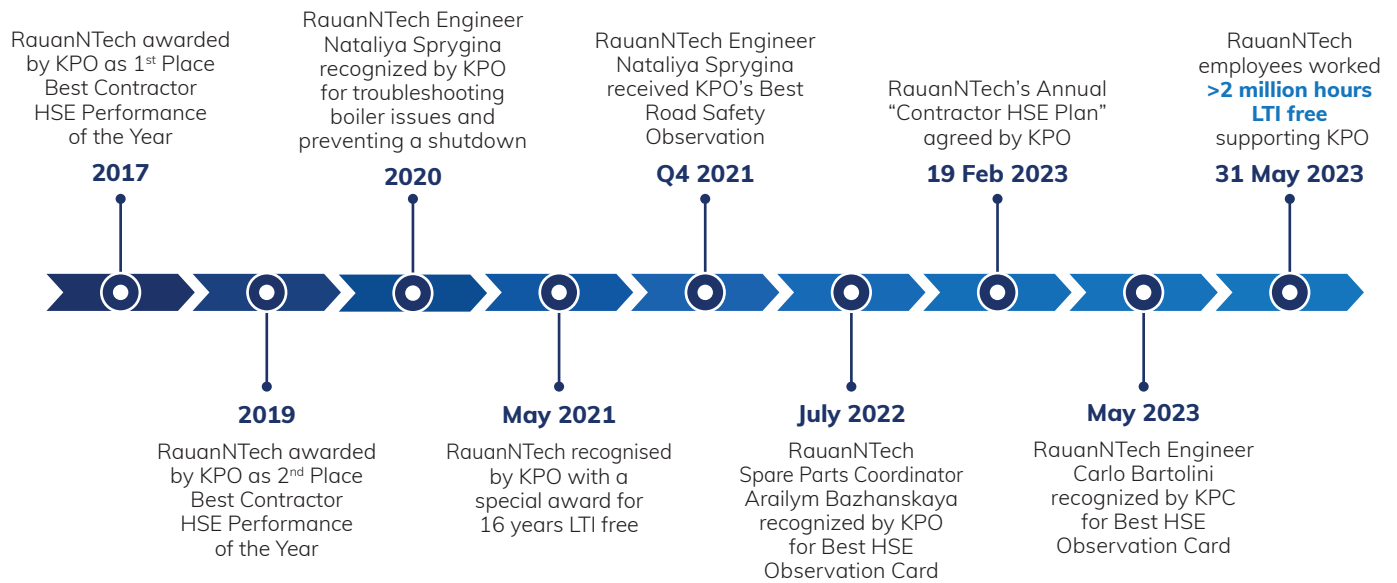 RauanNTech awarded
by KPO as 1st Place
Best Contractor
HSE Performance
of the Year
2017
RauanNTech Engineer
Nataliya Sprygina
recognized by KPO
for troubleshooting
boiler issues and
preventing a shutdown
2020
RauanNTech Engineer
Nataliya Sprygina
received KPO’s Best
Road Safety
Observation
Q4 2021
RauanNTech’s Annual
“Contractor HSE Plan”
agreed by KPO
19 Feb 2023
RauanNTech
employees worked
>2 million hours
LTI free
supporting KPO
31 May 2023
2019
RauanNTech awarded
by KPO as 2nd Place
Best Contractor
HSE Performance
of the Year
May 2021
RauanNTech recognised
by KPO with a
special award for
16 years LTI free
July 2022
RauanNTech
Spare Parts Coordinator
Arailym Bazhanskaya
recognized by KPO
for Best HSE
Observation Card
May 2023
RauanNTech Engineer
Carlo Bartolini
recognized by KPC
for Best HSE
Observation Card